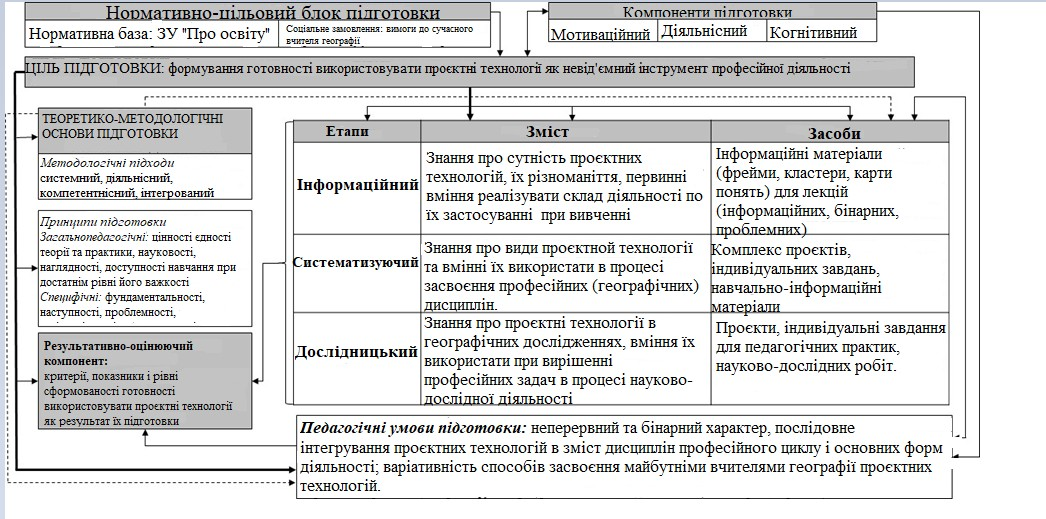 Нормативно-цільовий блок підготовки
Нормативна база: ЗУ "Про освіту"
Соціальне замовлення: вимоги до сучасного
вчителя географії
Компоненти підготовки
Мотиваційний
Діяльнісний
Когнітивний
ЦІЛЬ ПІДГОТОВКИ: формування готовності використовувати проєктні технології як невід'ємний інструмент професійної діяльності
ТЕОРЕТИКО-МЕТОДОЛОГІЧНІ
ОСНОВИ ПІДГОТОВКИ
Методологічні підходи
системний, діяльнісний,
компетентнісний, інтегрований
Принципи підготовки
Загальнопедагогічні: цінності єдності
теорії та практики, науковості,
наглядності, доступності навчання при
достатнім рівні його важкості
Специфічні: фундаментальності,
наступності, проблемності,
Результативно-оцінюючий
компонент:
критерії, показники і рівні
сформованості готовності
використовувати проєктні технології
як результат їх підготовки
Етапи
Зміст
Засоби
Інформаційний
Знання про сутність проєктних
технологій, їх різноманіття, первинні
вміння реалізувати склад діяльності по
їх застосуванні при вивченні
Інформаційні матеріали
(фрейми, кластери, карти
понять) для лекцій
(інформаційних, бінарних,
проблемних)
Систематизуючий
Знання про види проєктной технології
та вмінні їх використати в процесі
засвоєння професійних (географічних)
дисциплін.
Комплекс проєктів,
індивідуальних завдань,
навчально-інформаційні
матеріали
Дослідницький
Знання про проєктні технології в
географічних дослідженнях, вміння їх
використати при вирішенні
професійних задач в процесі науково-
дослідної діяльності
Проєкти, індивідуальні завдання
для педагогічних практик,
науково-дослідних робіт.
Педагогічні умови підготовки: неперервний та бінарний характер, послідовне
інтегрування проєктних технологій в зміст дисциплін професійного циклу і основних форм
діяльності; варіативність способів засвоєння майбутніми вчителями географії проєктних
технологій.